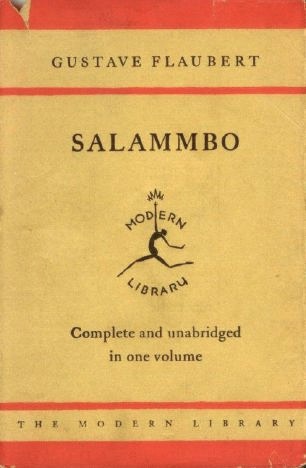 GUSTAVE FLAUBERT
SALAMMBO
MODERN
LIBRARY
Complete and unabridged
in one volume
THE MODERN LIBRARY